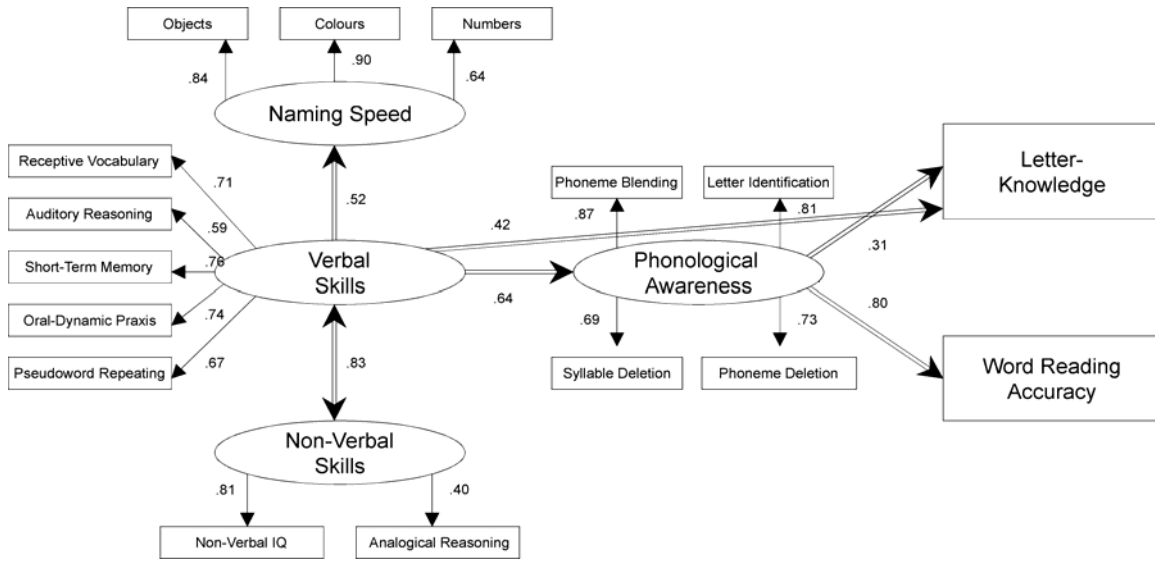 Objects
Colours
Numbers
.84
.90
.64
Naming Speed
Receptive Vocabulary
Auditory Reasoning
Short-Term Memory
Oral-Dynamic Praxis
Pseudoword Repeating
.71
.59
.76
.74
.67
.52
Verbal
Skills
.42
.64
.83
Non-Verbal
Skills
.81
.40
Non-Verbal IQ
Analogical Reasoning
Phoneme Blending
Letter Identification
.87
.81
Phonological
Awareness
.69
.73
Syllable Deletion
Phoneme Deletion
.31
.80
Letter-
Knowledge
Word Reading
Accuracy